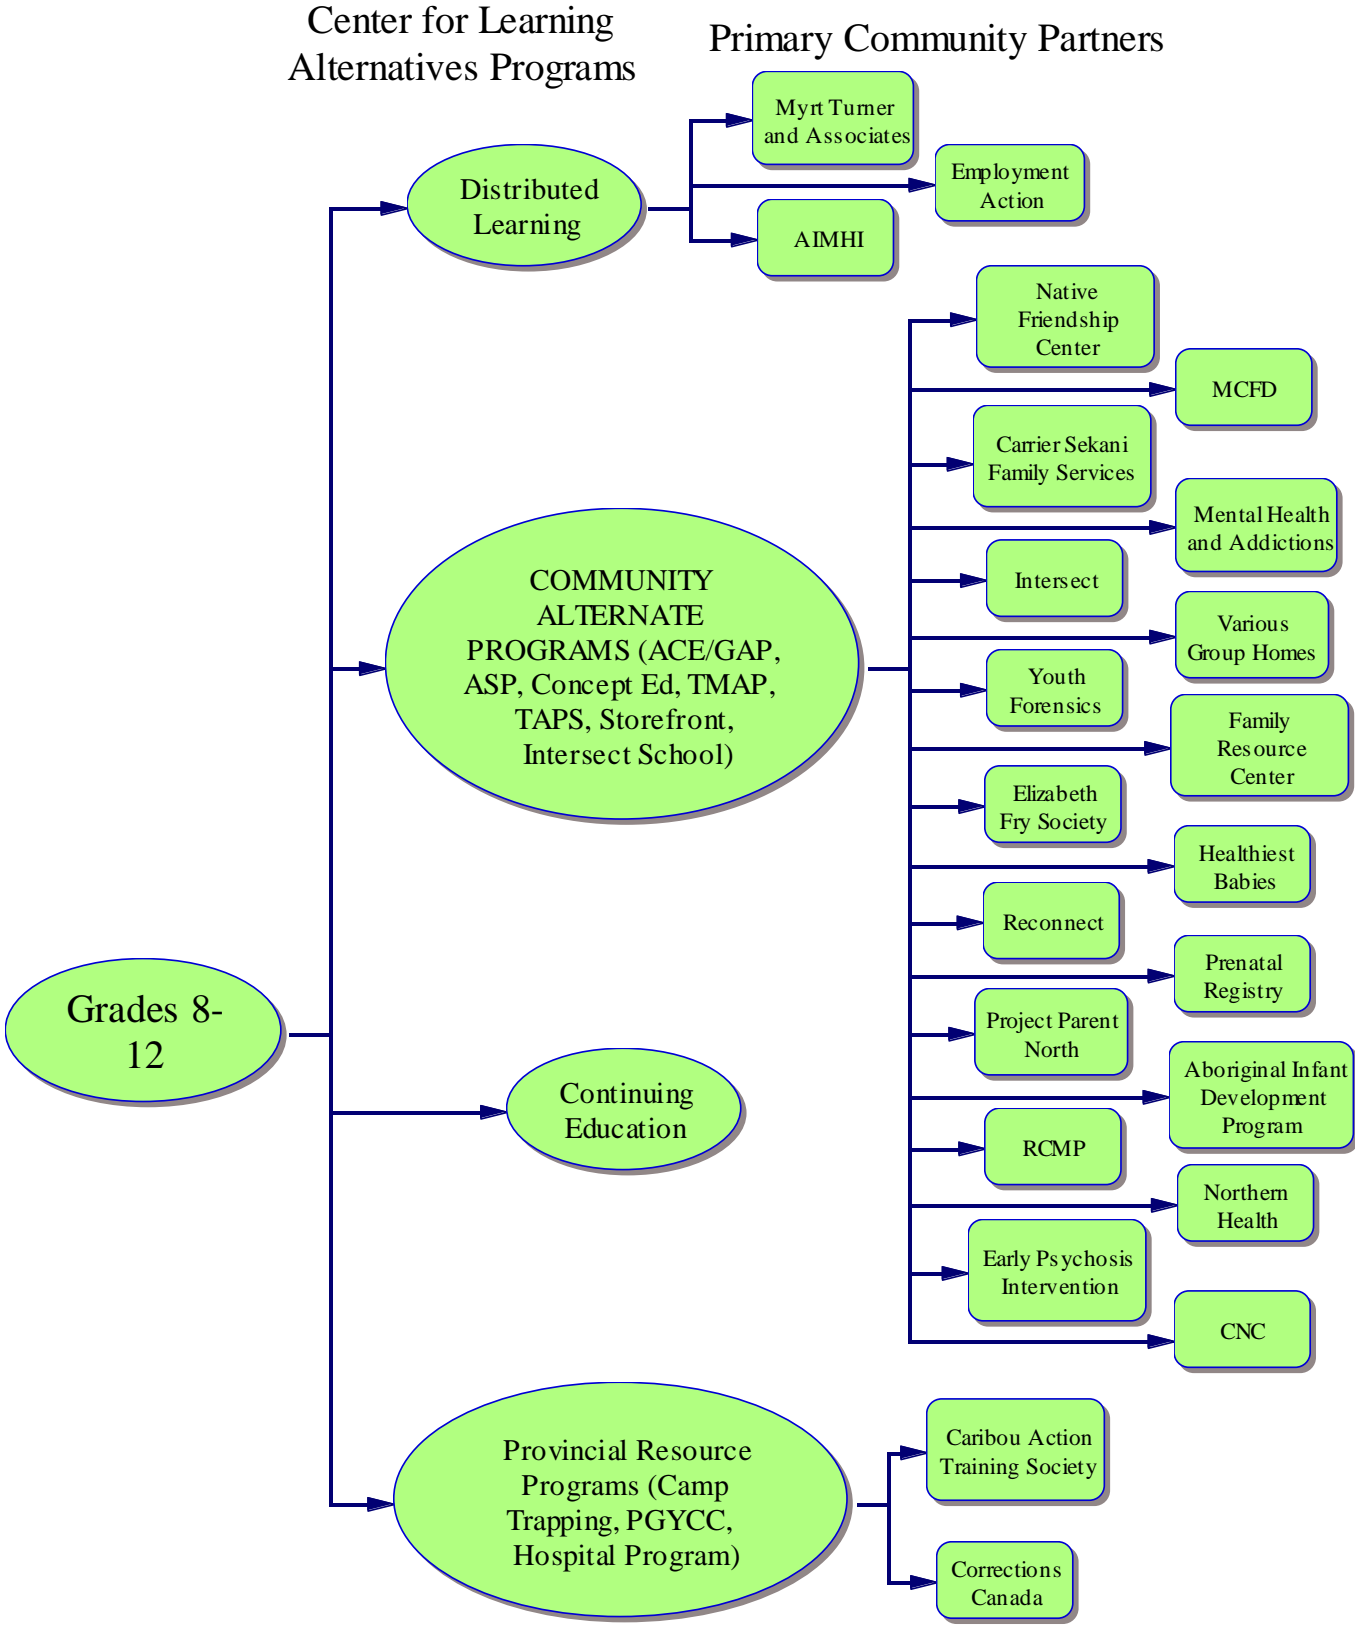 Center for Learning
Alternatives Programs
Primary Community Partners
Myrt Turner
and Associates
Distributed
Learning
Employment
Action
AIMHI
Native
Friendship
Center
MCFD
Carrier Sekani
Family Services
Mental Health
and Addictions
COMMUNITY
ALTERNATE
PROGRAMS (ACE/GAP,
ASP, Concept Ed, TMAP,
TAPS, Storefront,
Intersect School)
Intersect
Various
Group Homes
Youth
Forensics
Family
Resource
Center
Elizabeth
Fry Society
Healthiest
Babies
Reconnect
Prenatal
Registry
Grades 8-
12
Project Parent
North
Continuing
Education
Aboriginal Infant
Development
Program
RCMP
Northern
Health
Early Psychosis
Intervention
CNC
Provincial Resource
Programs (Camp
Trapping, PGYCC,
Hospital Program)
Caribou Action
Training Society
Corrections
Canada